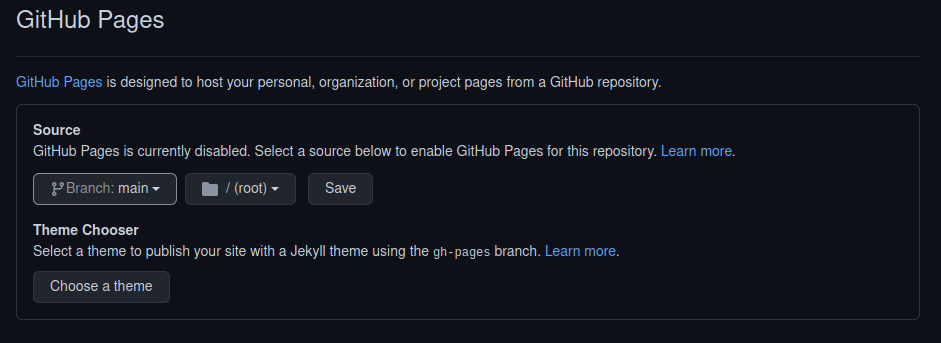 GitHub Pages
GitHub Pages is designed to host your personal, organization, or project pages from a GitHub repository.
Source
GitHub Pages is currently disabled. Select a source below to enable GitHub Pages for this repository. Learn more.
Branch: main
/ (root)
Save
Theme Chooser
Select a theme to publish your site with a Jekyll theme using the gh-pages branch. Learn more.
Choose a theme